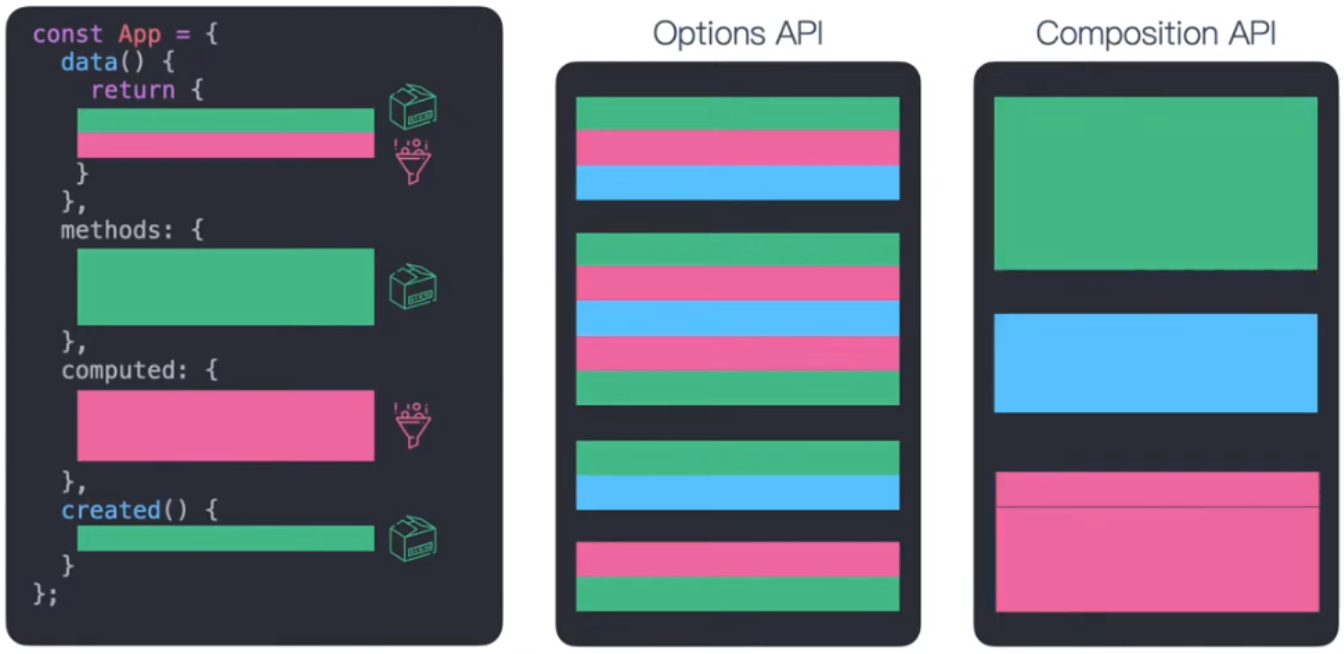 const App = {
data() {
return {
}
},
methods: {
},
computed: {
},
created() {
}
};
Options API
Composition API